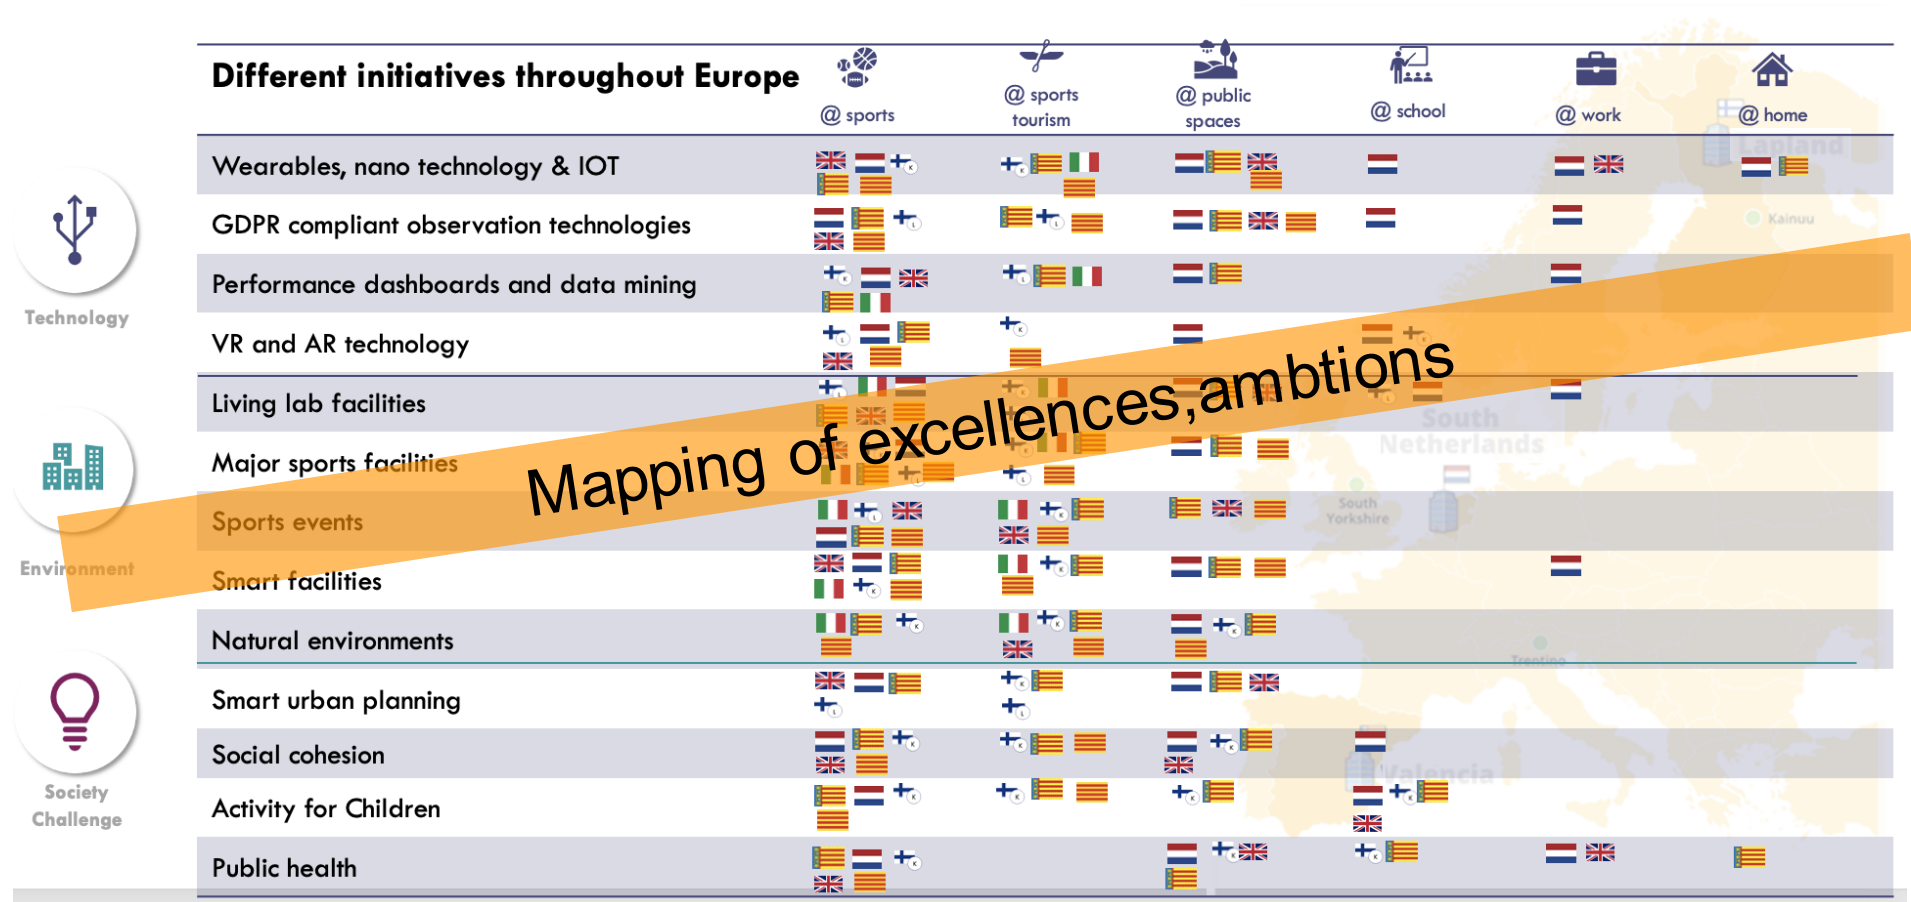 Different initiatives throughout Europe
@ sports
@ sports
tourism
@ public
spaces
@ school
@ work
@ home
Wearables, nano technology & IOT
Lapland
GDPR compliant observation technologies
Kainuu
Technology
Performance dashboards and data mining
VR and AR technology
Mapping of excellences,ambtions
Living lab facilities
South
Netherlands
Major sports facilities
South
Yorkshire
Sports events
Environment
Smart facilities
Natural environments
Trentino
Smart urban planning
Social cohesion
Valencia
Society
Challenge
Activity for Children
Public health